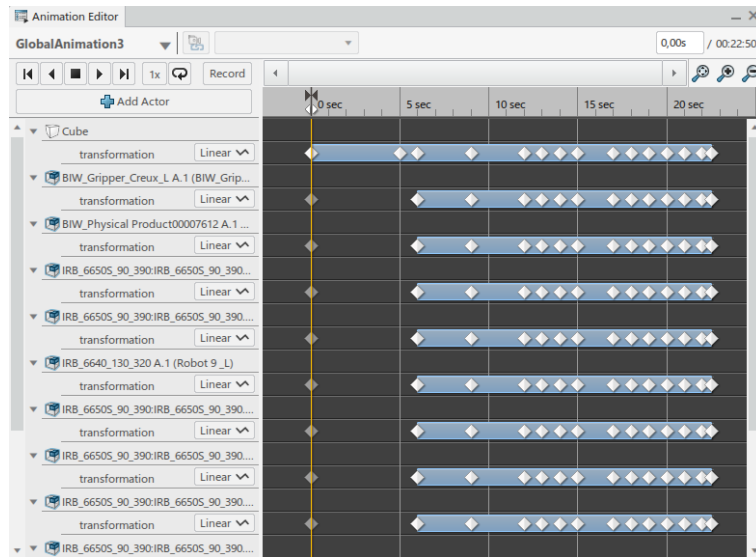 Animation Editor
GlobalAnimation3
0,00s / 00:22:50
1x Record
Add Actor
0 sec 5 sec 10 sec 15 sec 20 sec
Cube
transformation Linear
BIW_Gripper_Creux_L A.1 (BIW_Grip...
transformation Linear
BIW_Physical Product00007612 A.1 ...
transformation Linear
IRB_6650S_90_390:IRB_6650S_90_390...
transformation Linear
IRB_6650S_90_390:IRB_6650S_90_390....
transformation Linear
IRB_6640_130_320 A.1 (Robot 9 _L)
transformation Linear
IRB_6650S_90_390:IRB_6650S_90_390....
transformation Linear
IRB_6650S_90_390:IRB_6650S_90_390....
transformation Linear
IRB_6650S_90_390:IRB_6650S_90_390....
transformation Linear
IRB_6650S_90_390:IRB_6650S_90_390....